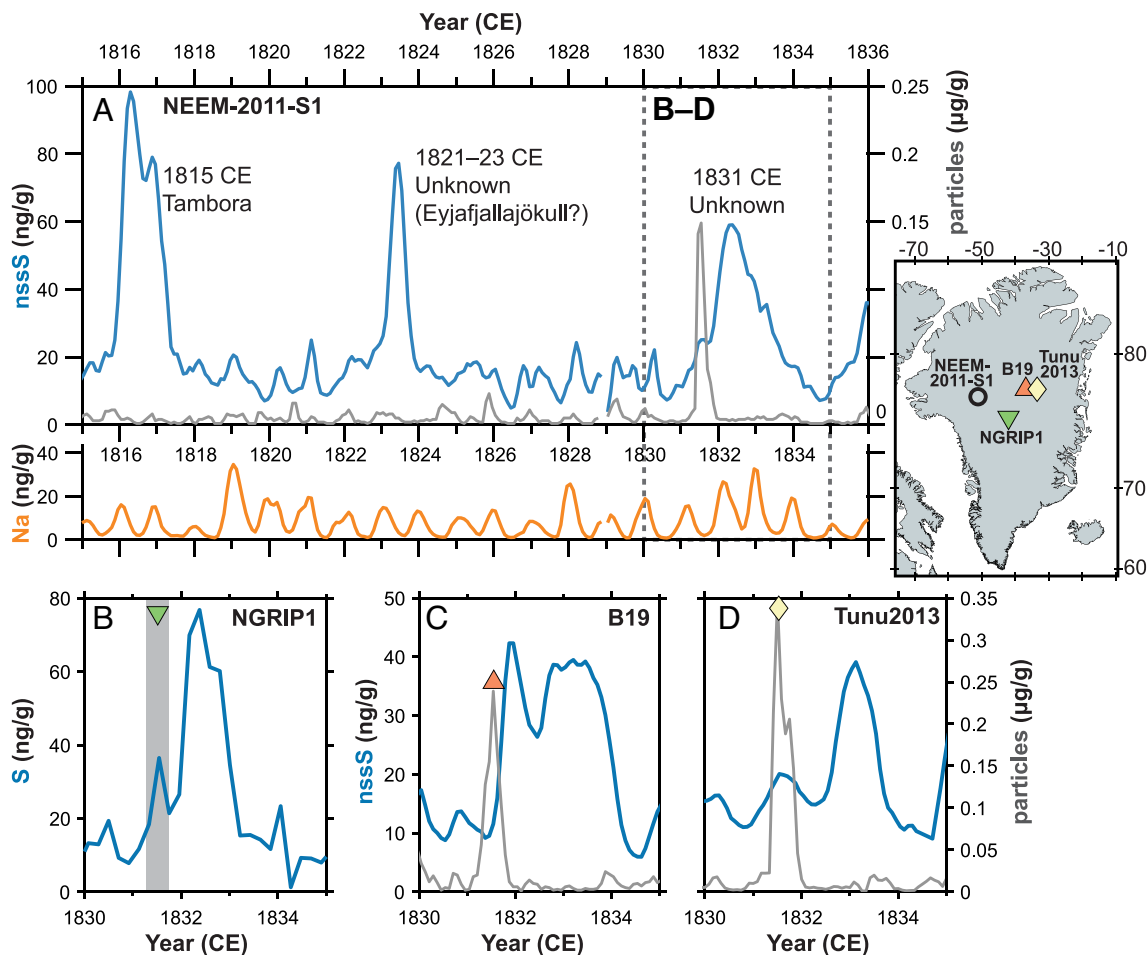 Year (CE)
1816 1818 1820 1822 1824 1826 1828 1830 1832 1834 1836
A NEEM-2011-S1 B–D
100 80 60 40 20 0
nssS (ng/g)
0.25 0.2 0.15 0
particles (µg/g)
1815 CE
Tambora
1821–23 CE
Unknown
(Eyjafjallajökull?)
1831 CE
Unknown
1816 1818 1820 1822 1824 1826 1828 1830 1832 1834
40 20 0
Na (ng/g)
-70 -50 -30 -10
80
70
60
NEEM-
2011-S1
B19
Tunu
2013
NGRIP1
B NGRIP1
80 60 40 20 0
S (ng/g)
1830 1832 1834
Year (CE)
C B19
50 40 30 20 10 0
nssS (ng/g)
1830 1832 1834
Year (CE)
D Tunu2013
0.35 0.3 0.25 0.2 0.15 0.1 0.05 0
particles (µg/g)
1830 1832 1834
Year (CE)